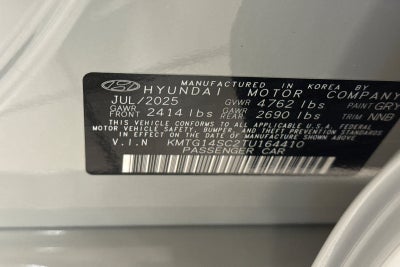 MANUFACTURED IN KOREA BY
HYUNDAI MOTOR COMPANY
JUL/2025 GVWR 4762 lbs PAINT GRY
GAWR FRONT 2414 lbs GAWR REAR 2690 lbs TRIM NNB
THIS VEHICLE CONFORMS TO ALL APPLICABLE U.S. FEDERAL
MOTOR VEHICLE SAFETY, BUMPER, AND THEFT PREVENTION STANDARDS
IN EFFECT ON THE DATE OF MANUFACTURE SHOWN ABOVE.
V.I.N KMTG14SC2TU164410
PASSENGER CAR